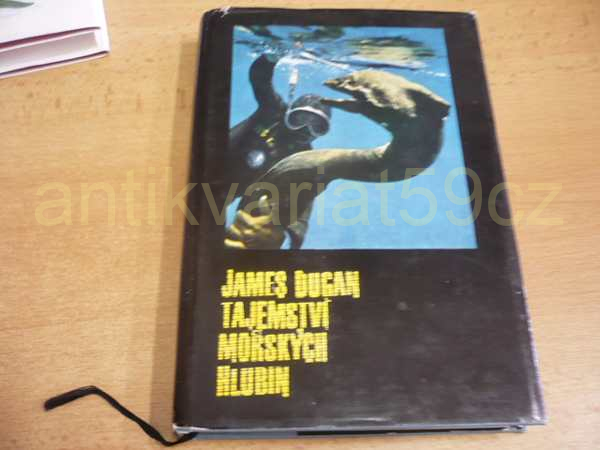 antikvariat59cz
JAMES DUGAN
TAJEMSTVÍ
MOŘSKÝCH
HLUBIN